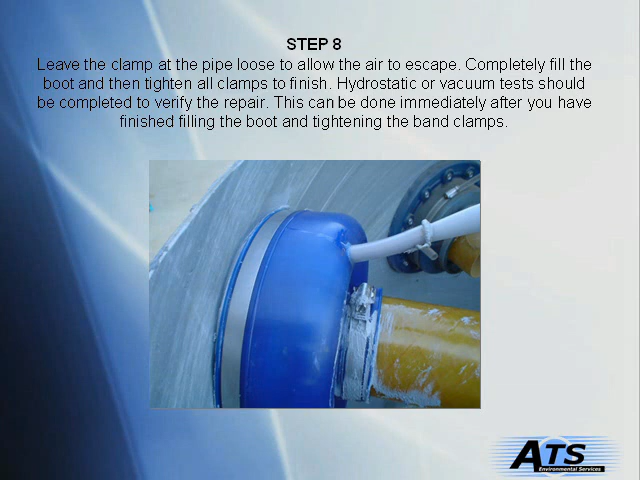 STEP 8
Leave the clamp at the pipe loose to allow the air to escape. Completely fill the
boot and then tighten all clamps to finish. Hydrostatic or vacuum tests should
be completed to verify the repair. This can be done immediately after you have
finished filling the boot and tightening the band clamps.
ATS
Environmental Services